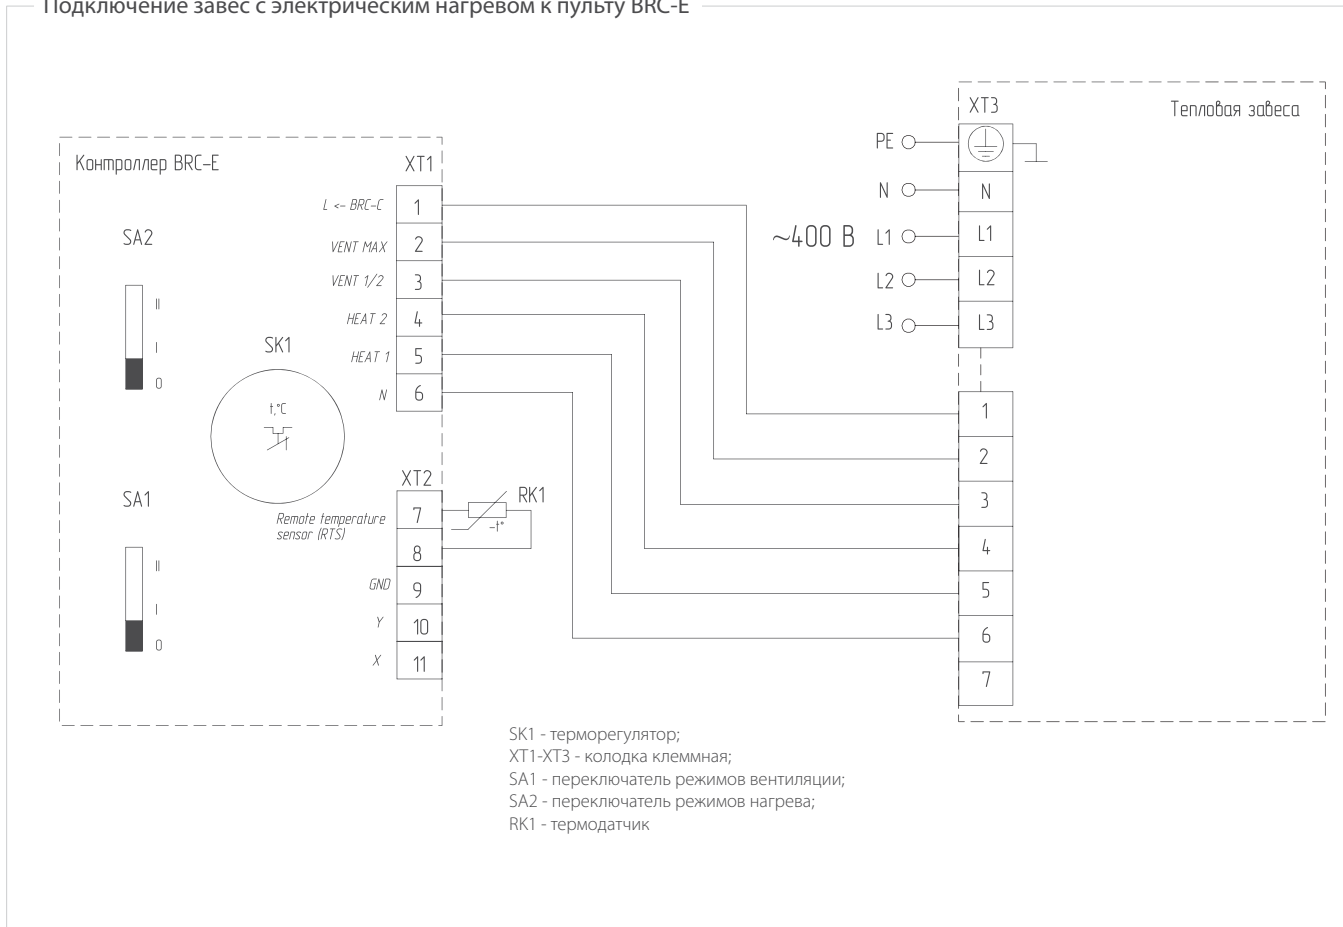 Подключение завес с электрическим нагревом к пульту BRC-E
Контроллер BRC-E
XT1
L <- BRC-C 1
VENT MAX 2
VENT 1/2 3
HEAT 2 4
HEAT 1 5
N 6
SA2
II
I
0
SK1
t,°C
SA1
II
I
0
XT2
Remote temperature
sensor (RTS)
7
8
GND 9
Y 10
X 11
RK1
-t°
~400 В
PE
N
L1
L2
L3
XT3
Тепловая завеса
N
L1
L2
L3
1
2
3
4
5
6
7
SK1 - терморегулятор;
XT1-XT3 - колодка клеммная;
SA1 - переключатель режимов вентиляции;
SA2 - переключатель режимов нагрева;
RK1 - термодатчик